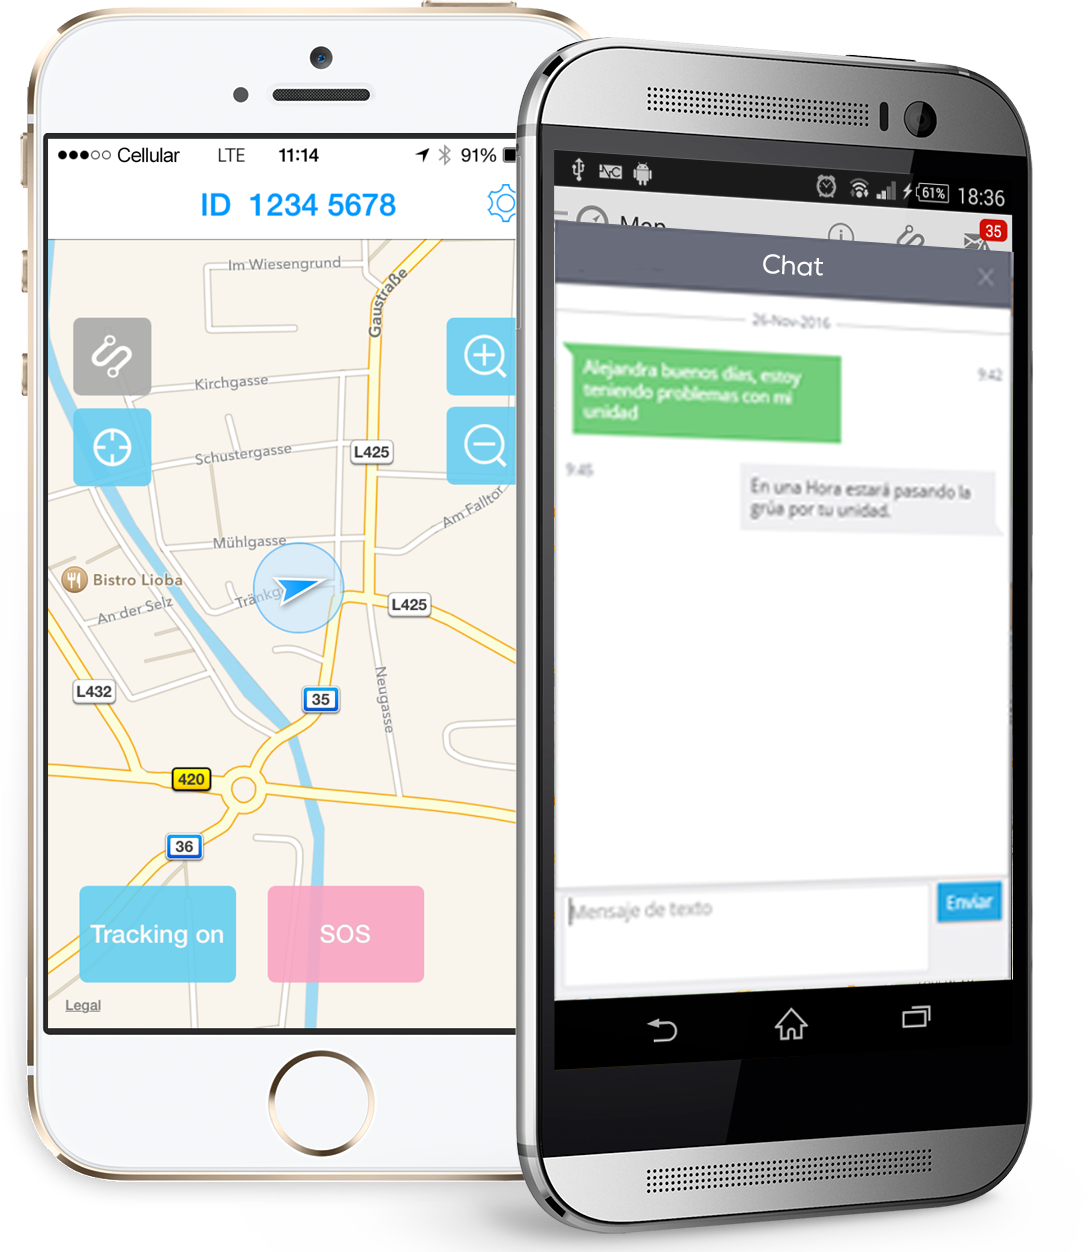 Cellular LTE 11:14 91%
ID 1234 5678
Im Wiesengrund
Gaustraße
Kirchgasse
Schustergasse
L425
Am Falltor
Mühlgasse
Bistro Lioba
An der Selz
L425
Neugasse
L432
35
420
36
Tracking on
SOS
Legal
61% 18:36
Map
35
Chat
26-Nov-2016
Alejandra buenos días, estoy
teniendo problemas con mi
unidad
9:42
9:45
En una Hora estará pasando la
grúa por tu unidad.
Mensaje de texto
Enviar